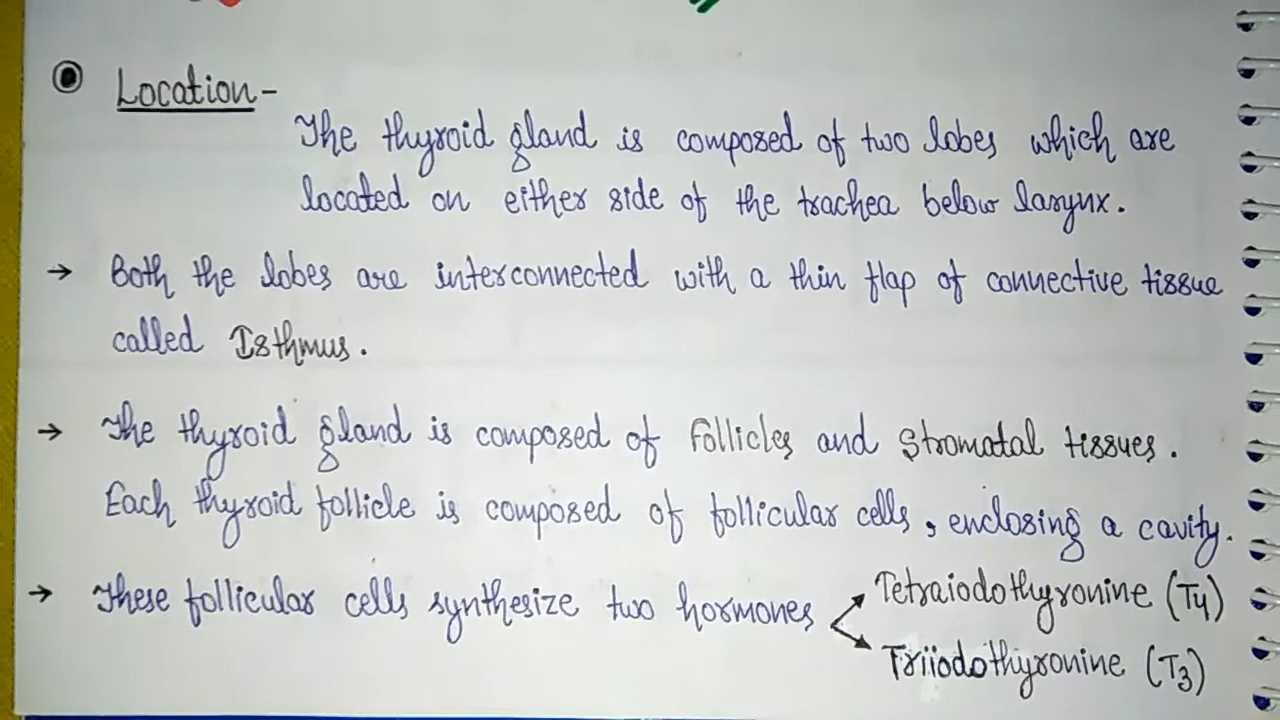 Location-
The thyroid gland is composed of two lobes which are
located on either side of the trachea below larynx.
→ Both the lobes are interconnected with a thin flap of connective tissue
called Isthmus.
→ The thyroid gland is composed of Follicles and Stromatal tissues.
Each thyroid follicle is composed of follicular cells, enclosing a cavity.
→ These follicular cells synthesize two hormones
Tetraiodothyronine (T4)
Triiodothyronine (T3)